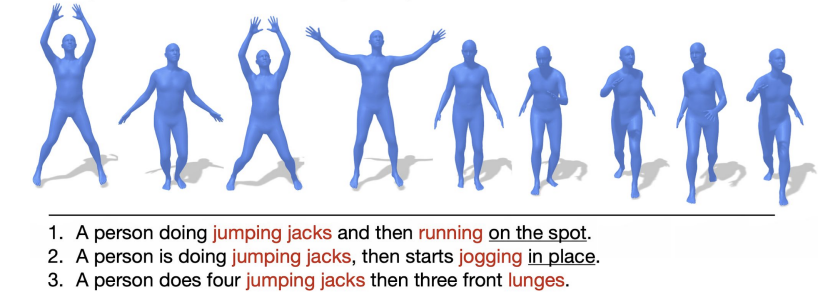 1. A person doing jumping jacks and then running on the spot.
2. A person is doing jumping jacks, then starts jogging in place.
3. A person does four jumping jacks then three front lunges.